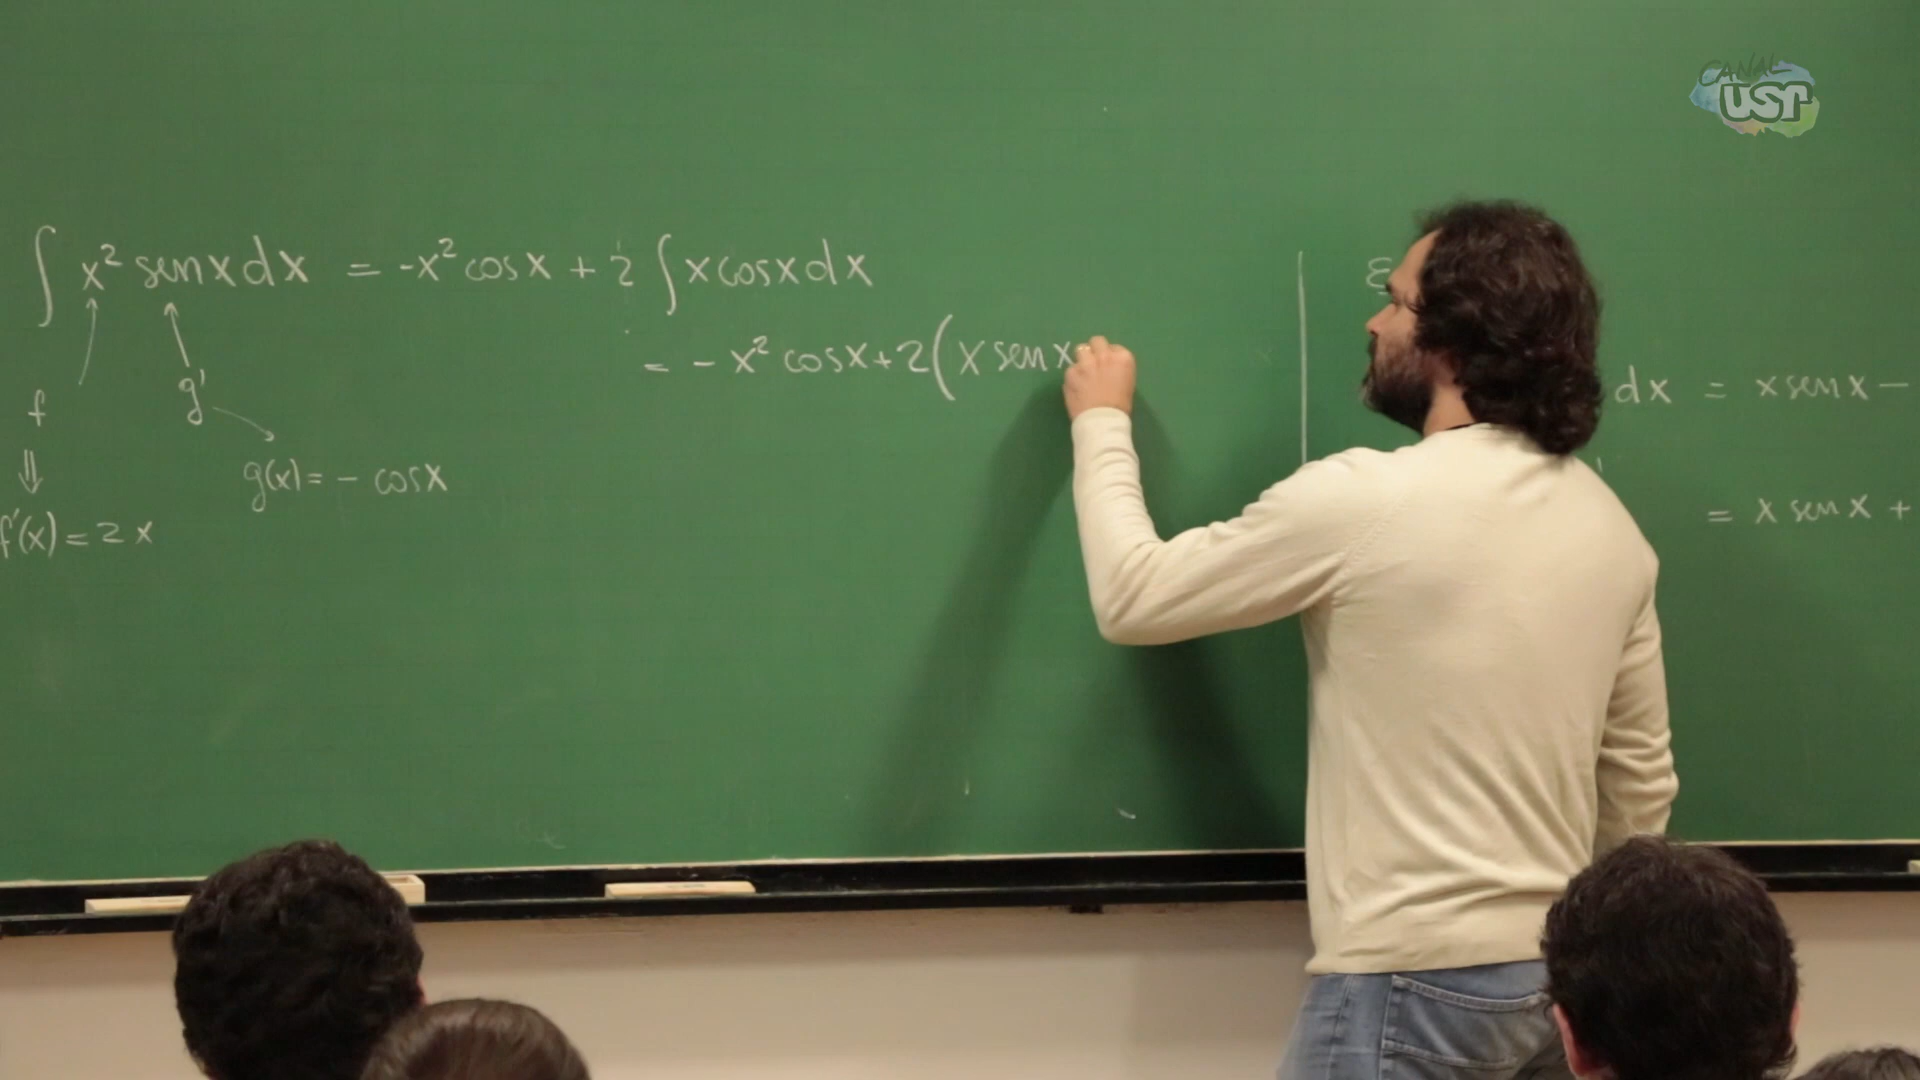 ∫ x² sen x dx = -x² cos x + 2 ∫ x cos x dx
= - x² cos x + 2 ( x sen x
f
g'
g(x) = - cos x
f'(x) = 2x
dx = x sen x -
= x sen x +
CANAL
USP